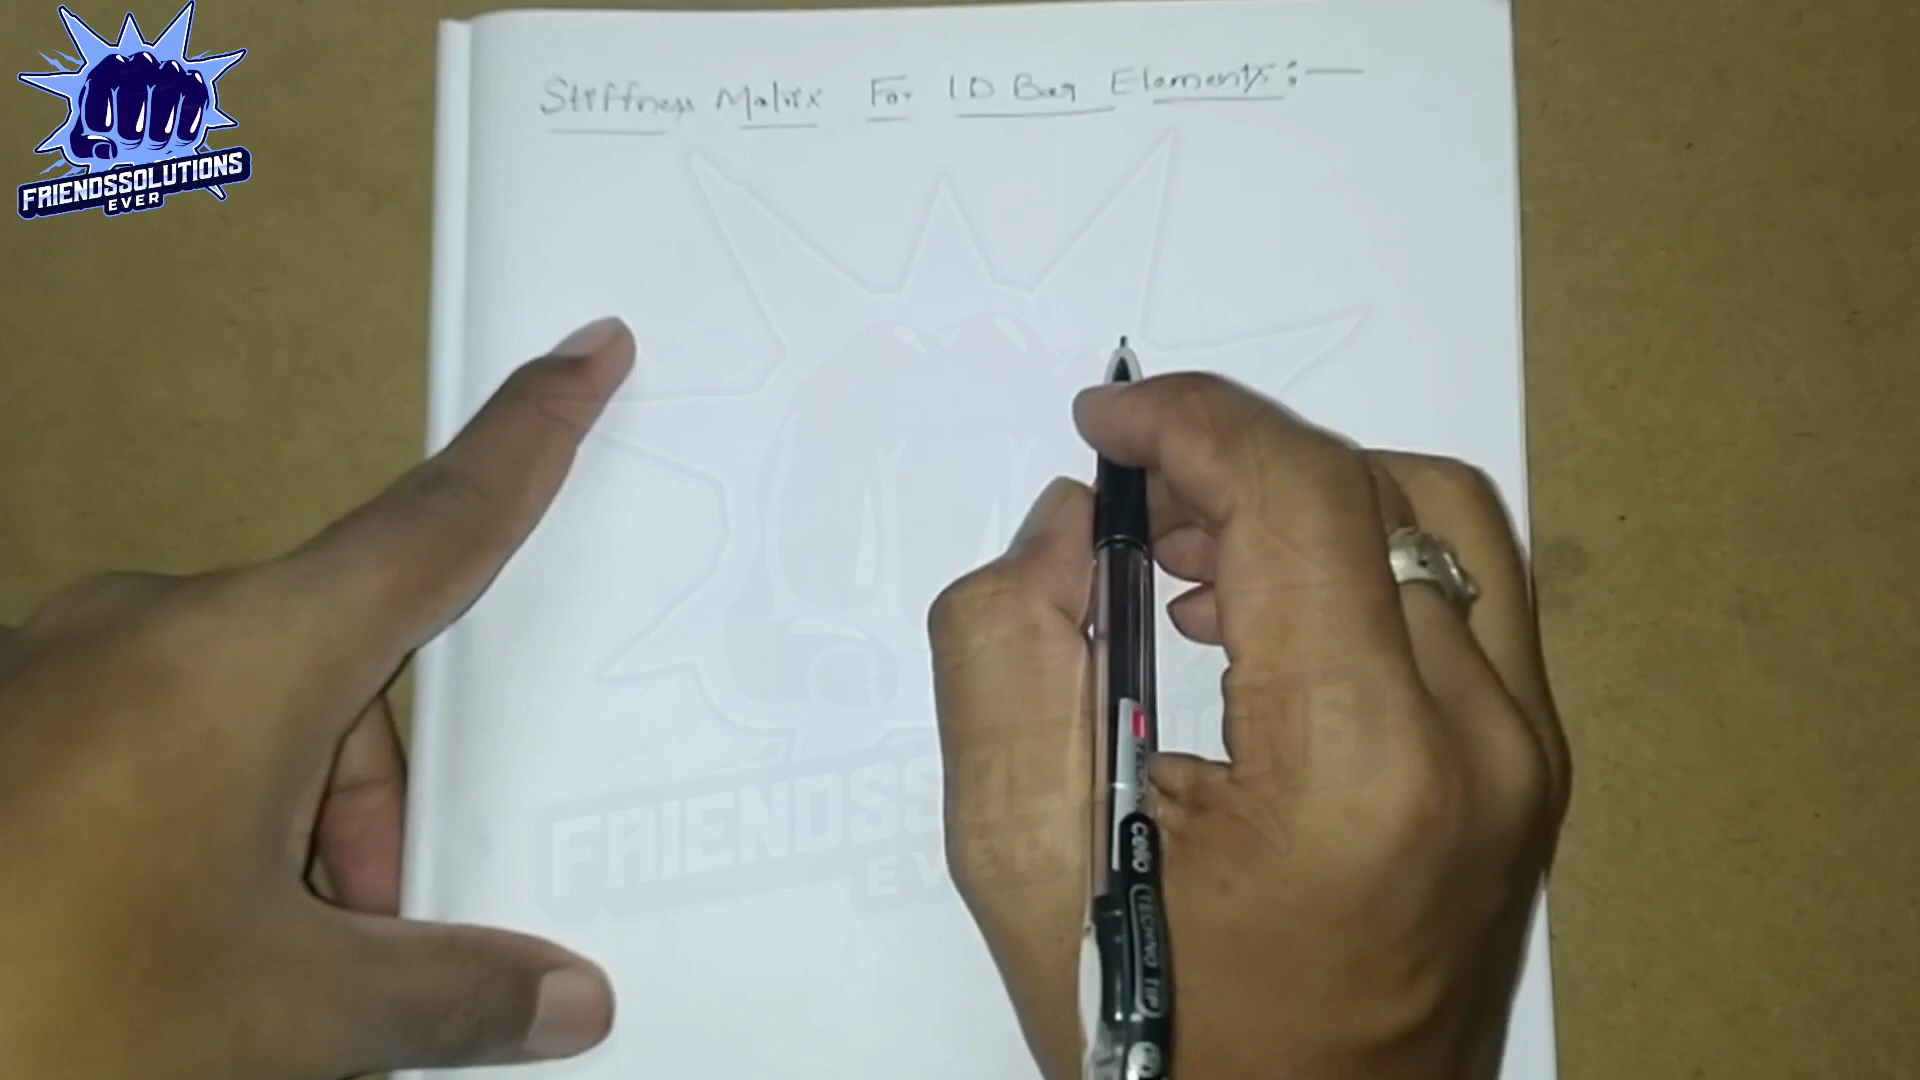 FRIENDSSOLUTIONS
EVER
Stiffness Matrix For 1D Bar Elements:—
FRIENDSSOLUTIONS
EVER
cello TECHNO TIP